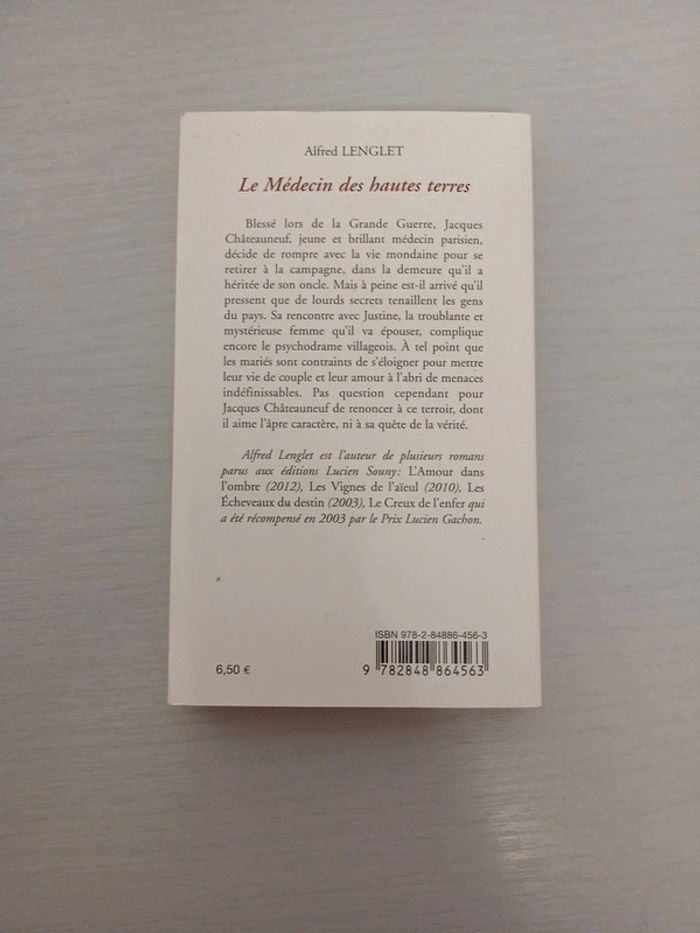 Alfred LENGLET
Le Médecin des hautes terres
Blessé lors de la Grande Guerre, Jacques
Châteauneuf, jeune et brillant médecin parisien,
décide de rompre avec la vie mondaine pour se
retirer à la campagne, dans la demeure qu'il a
héritée de son oncle. Mais à peine est-il arrivé qu'il
pressent que de lourds secrets tenaillent les gens
du pays. Sa rencontre avec Justine, la troublante et
mystérieuse femme qu'il va épouser, complique
encore le psychodrame villageois. À tel point que
les mariés sont contraints de s'éloigner pour mettre
leur vie de couple et leur amour à l'abri de menaces
indéfinissables. Pas question cependant pour
Jacques Châteauneuf de renoncer à ce terroir, dont
il aime l'âpre caractère, ni à sa quête de la vérité.
Alfred Lenglet est l'auteur de plusieurs romans
parus aux éditions Lucien Souny: L'Amour dans
l'ombre (2012), Les Vignes de l'aïeul (2010), Les
Écheveaux du destin (2003), Le Creux de l'enfer qui
a été récompensé en 2003 par le Prix Lucien Gachon.
ISBN 978-2-84886-456-3
6,50 €
9 782848 864563